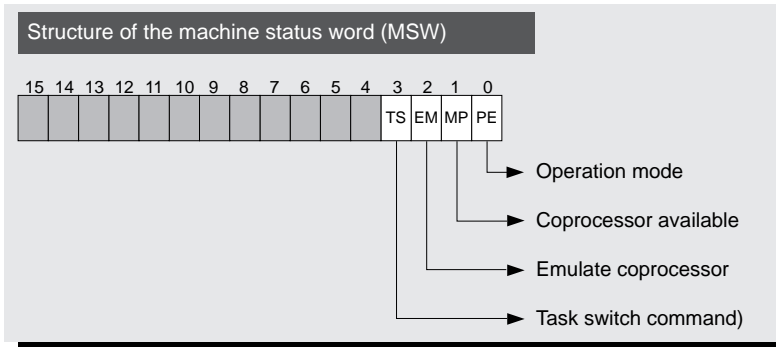 Structure of the machine status word (MSW)
15 14 13 12 11 10 9 8 7 6 5 4 3 2 1 0
TS EM MP PE
Operation mode
Coprocessor available
Emulate coprocessor
Task switch command)